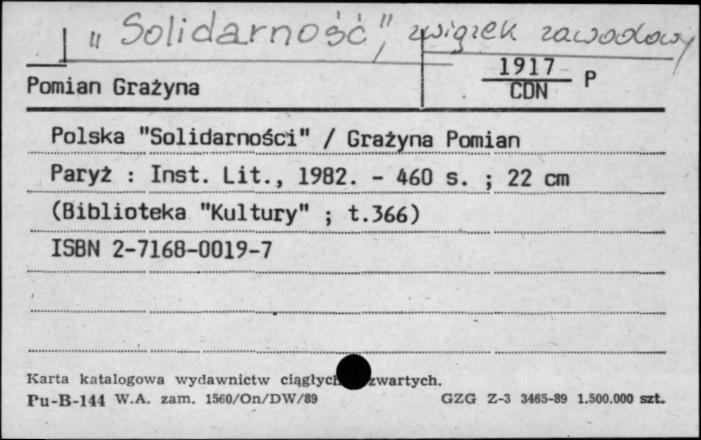 „Solidarność”, związek zawodowy
Pomian Grażyna
1917 P
CDN
Polska "Solidarności" / Grażyna Pomian
Paryż : Inst. Lit., 1982. - 460 s. ; 22 cm
(Biblioteka "Kultury" ; t.366)
ISBN 2-7168-0019-7
Karta katalogowa wydawnictw ciągłych zwartych.
Pu-B-144 W.A. zam. 1560/On/DW/89 GZG Z-3 3465-89 1.500.000 szt.